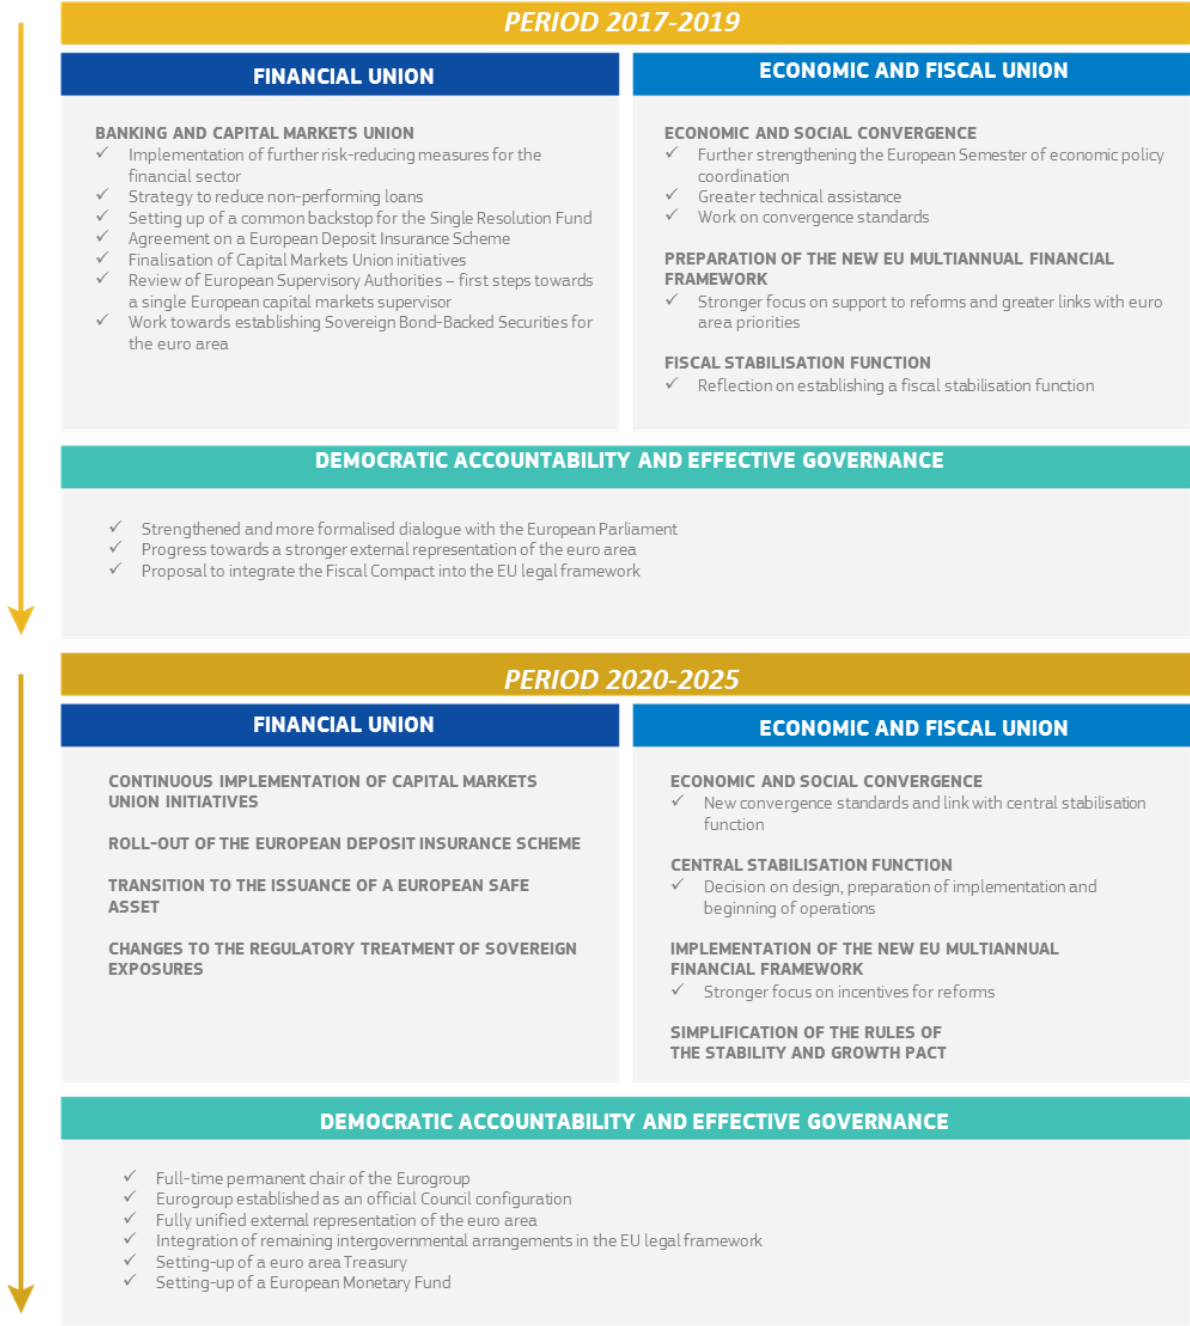 PERIOD 2017-2019
FINANCIAL UNION
BANKING AND CAPITAL MARKETS UNION
✓ Implementation of further risk-reducing measures for the
financial sector
✓ Strategy to reduce non-performing loans
✓ Setting up of a common backstop for the Single Resolution Fund
✓ Agreement on a European Deposit Insurance Scheme
✓ Finalisation of Capital Markets Union initiatives
✓ Review of European Supervisory Authorities – first steps towards
a single European capital markets supervisor
✓ Work towards establishing Sovereign Bond-Backed Securities for
the euro area
ECONOMIC AND FISCAL UNION
ECONOMIC AND SOCIAL CONVERGENCE
✓ Further strengthening the European Semester of economic policy
coordination
✓ Greater technical assistance
✓ Work on convergence standards
PREPARATION OF THE NEW EU MULTIANNUAL FINANCIAL
FRAMEWORK
✓ Stronger focus on support to reforms and greater links with euro
area priorities
FISCAL STABILISATION FUNCTION
✓ Reflection on establishing a fiscal stabilisation function
DEMOCRATIC ACCOUNTABILITY AND EFFECTIVE GOVERNANCE
✓ Strengthened and more formalised dialogue with the European Parliament
✓ Progress towards a stronger external representation of the euro area
✓ Proposal to integrate the Fiscal Compact into the EU legal framework
PERIOD 2020-2025
FINANCIAL UNION
CONTINUOUS IMPLEMENTATION OF CAPITAL MARKETS
UNION INITIATIVES
ROLL-OUT OF THE EUROPEAN DEPOSIT INSURANCE SCHEME
TRANSITION TO THE ISSUANCE OF A EUROPEAN SAFE
ASSET
CHANGES TO THE REGULATORY TREATMENT OF SOVEREIGN
EXPOSURES
ECONOMIC AND FISCAL UNION
ECONOMIC AND SOCIAL CONVERGENCE
✓ New convergence standards and link with central stabilisation
function
CENTRAL STABILISATION FUNCTION
✓ Decision on design, preparation of implementation and
beginning of operations
IMPLEMENTATION OF THE NEW EU MULTIANNUAL
FINANCIAL FRAMEWORK
✓ Stronger focus on incentives for reforms
SIMPLIFICATION OF THE RULES OF
THE STABILITY AND GROWTH PACT
DEMOCRATIC ACCOUNTABILITY AND EFFECTIVE GOVERNANCE
✓ Full-time permanent chair of the Eurogroup
✓ Eurogroup established as an official Council configuration
✓ Fully unified external representation of the euro area
✓ Integration of remaining intergovernmental arrangements in the EU legal framework
✓ Setting-up of a euro area Treasury
✓ Setting-up of a European Monetary Fund